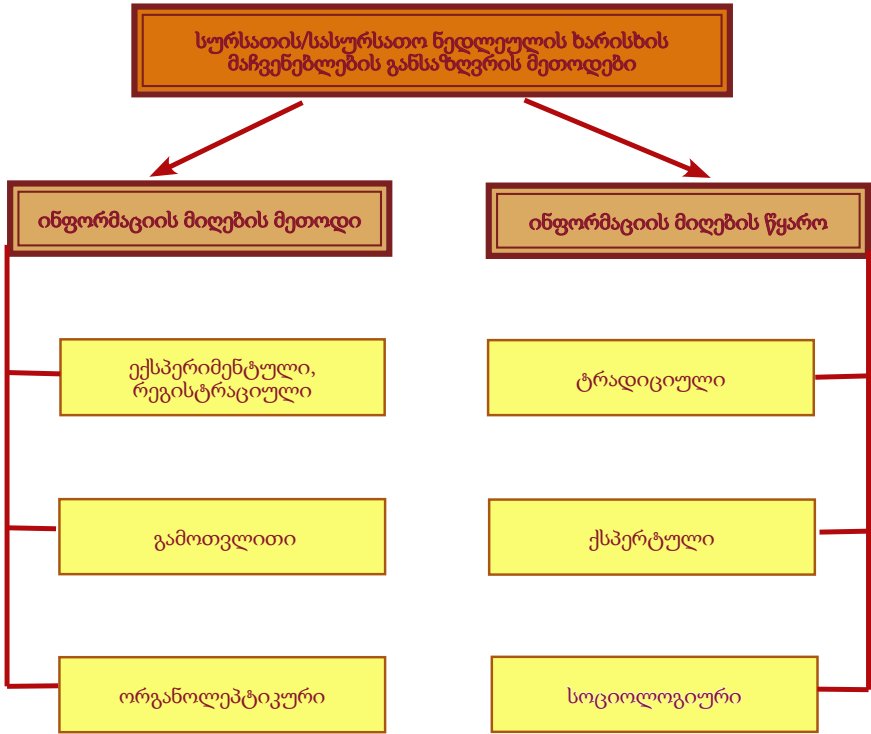 სურსათის/სასურსათო ნედლეულის ხარისხის
მაჩვენებლების განსაზღვრის მეთოდები
ინფორმაციის მიღების მეთოდი
ინფორმაციის მიღების წყარო
ექსპერიმენტული,
რეგისტრაციული
ტრადიციული
გამოთვლითი
ქსპერტული
ორგანოლეპტიკური
სოციოლოგიური